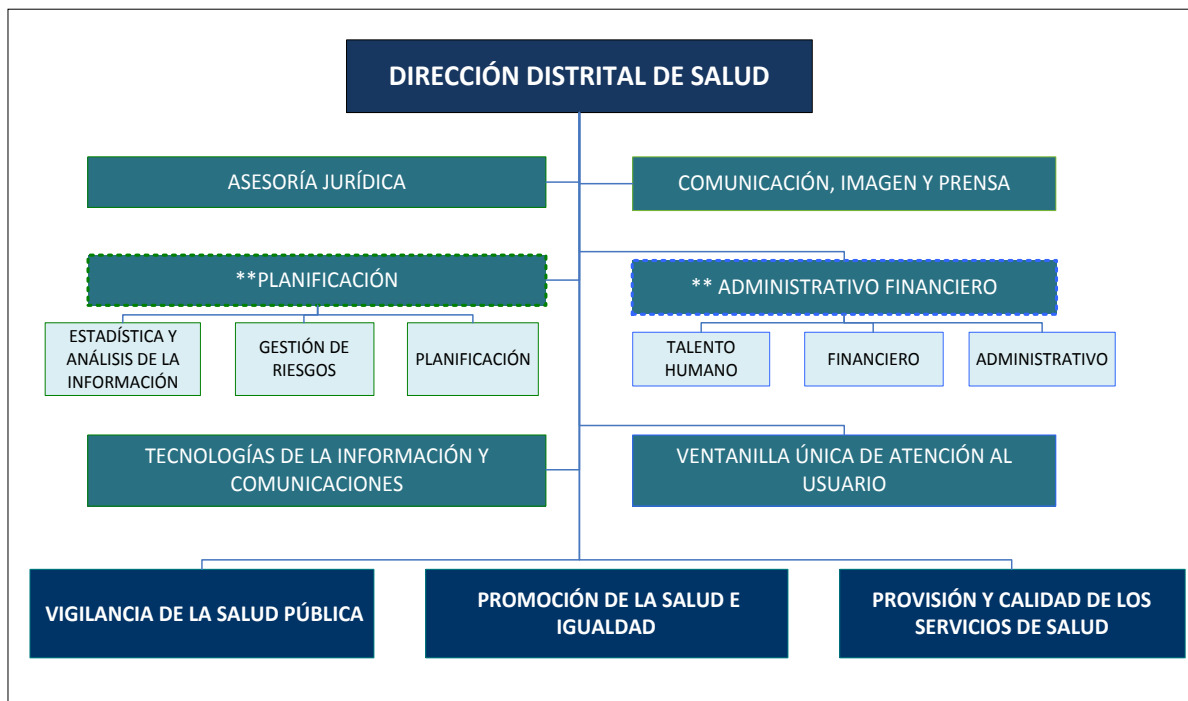 DIRECCIÓN DISTRITAL DE SALUD
ASESORÍA JURÍDICA
COMUNICACIÓN, IMAGEN Y PRENSA
**PLANIFICACIÓN
** ADMINISTRATIVO FINANCIERO
ESTADÍSTICA Y
ANÁLISIS DE LA
INFORMACIÓN
GESTIÓN DE
RIESGOS
PLANIFICACIÓN
TALENTO
HUMANO
FINANCIERO
ADMINISTRATIVO
TECNOLOGÍAS DE LA INFORMACIÓN Y
COMUNICACIONES
VENTANILLA ÚNICA DE ATENCIÓN AL
USUARIO
VIGILANCIA DE LA SALUD PÚBLICA
PROMOCIÓN DE LA SALUD E
IGUALDAD
PROVISIÓN Y CALIDAD DE LOS
SERVICIOS DE SALUD